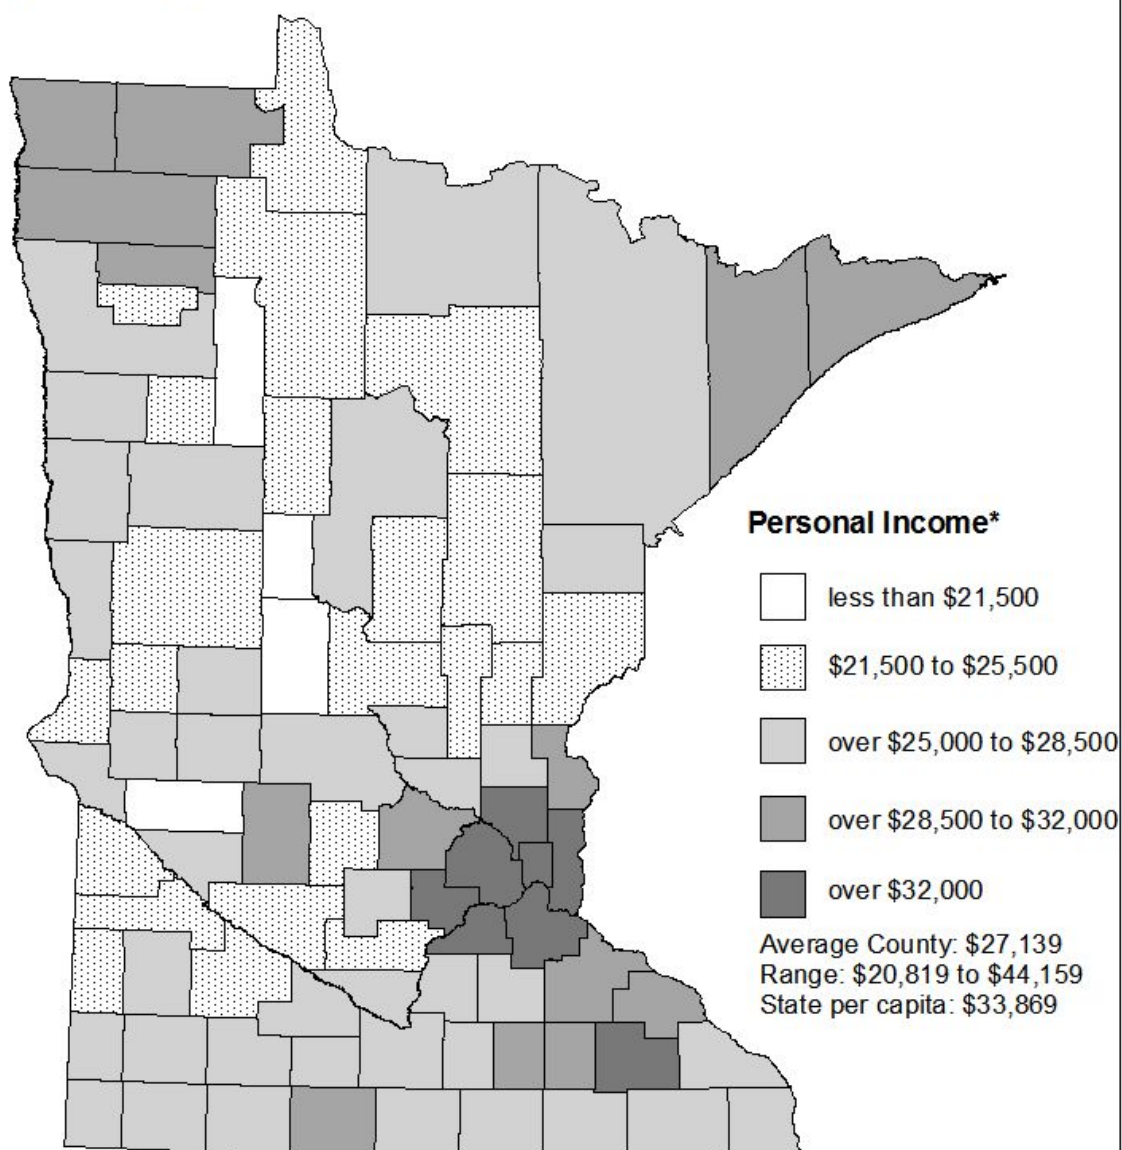 Personal Income*
less than $21,500
$21,500 to $25,500
over $25,000 to $28,500
over $28,500 to $32,000
over $32,000
Average County: $27,139
Range: $20,819 to $44,159
State per capita: $33,869